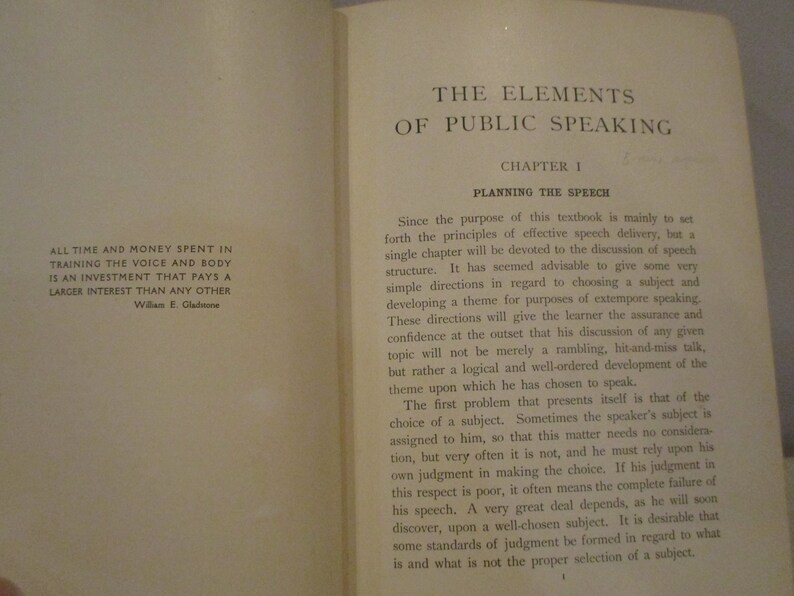 ALL TIME AND MONEY SPENT IN
TRAINING THE VOICE AND BODY
IS AN INVESTMENT THAT PAYS A
LARGER INTEREST THAN ANY OTHER
William E. Gladstone
THE ELEMENTS
OF PUBLIC SPEAKING
CHAPTER I
PLANNING THE SPEECH
Since the purpose of this textbook is mainly to set
forth the principles of effective speech delivery, but a
single chapter will be devoted to the discussion of speech
structure. It has seemed advisable to give some very
simple directions in regard to choosing a subject and
developing a theme for purposes of extempore speaking.
These directions will give the learner the assurance and
confidence at the outset that his discussion of any given
topic will not be merely a rambling, hit-and-miss talk,
but rather a logical and well-ordered development of the
theme upon which he has chosen to speak.
The first problem that presents itself is that of the
choice of a subject. Sometimes the speaker's subject is
assigned to him, so that this matter needs no considera-
tion, but very often it is not, and he must rely upon his
own judgment in making the choice. If his judgment in
this respect is poor, it often means the complete failure of
his speech. A very great deal depends, as he will soon
discover, upon a well-chosen subject. It is desirable that
some standards of judgment be formed in regard to what
is and what is not the proper selection of a subject.
1